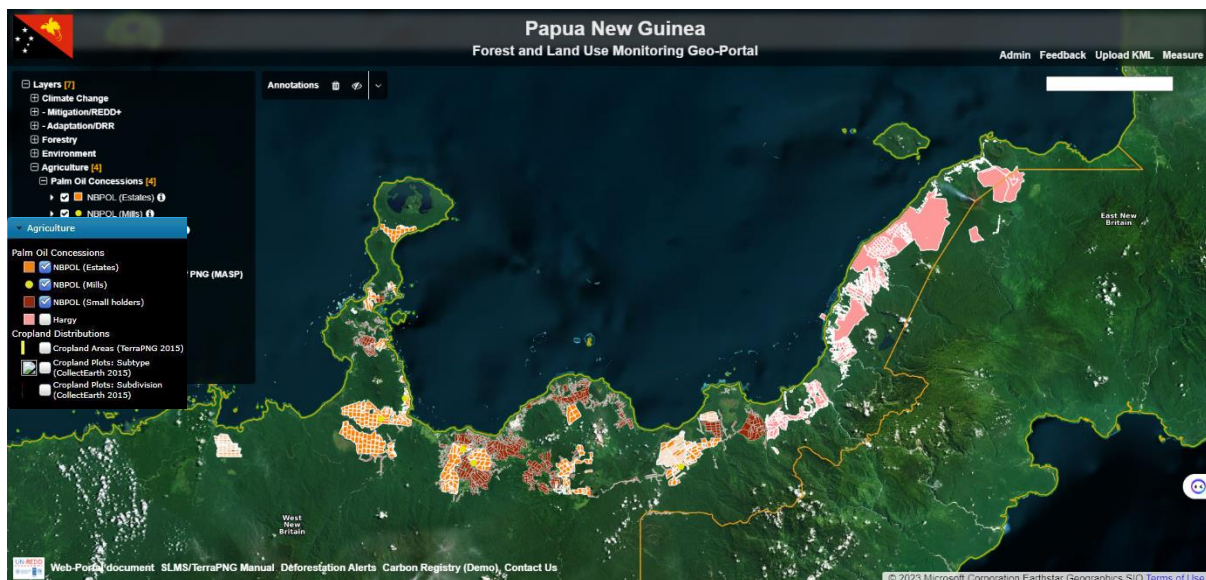 Papua New Guinea
Forest and Land Use Monitoring Geo-Portal
Admin Feedback Upload KML Measure
Layers [7]
Climate Change
- Mitigation/REDD+
- Adaptation/DRR
Forestry
Environment
Agriculture [4]
Palm Oil Concessions [4]
NBPOL (Estates)
NBPOL (Mills)
Annotations
Agriculture
Palm Oil Concessions
NBPOL (Estates)
NBPOL (Mills)
NBPOL (Small holders)
Hargy
Cropland Distributions
Cropland Areas (TerraPNG 2015)
Cropland Plots: Subtype
(CollectEarth 2015)
Cropland Plots: Subdivision
(CollectEarth 2015)
PNG (MASP)
East New
Britain
West
New
Britain
UN-REDD
Web-Portal document SLMS/TerraPNG Manual Deforestation Alerts Carbon Registry (Demo) Contact Us
© 2023 Microsoft Corporation Earthstar Geographics SIO Terms of Use